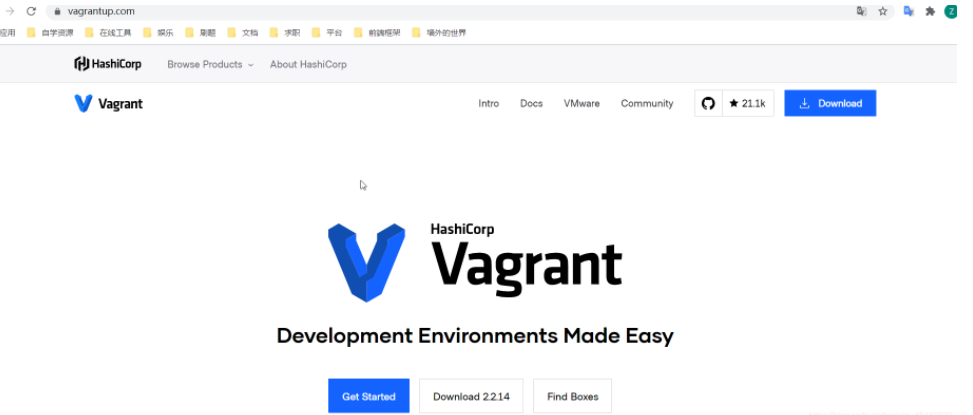 vagrantup.com
应用 自学资源 在线工具 娱乐 刷题 文档 求职 平台 前端框架 墙外的世界
HashiCorp Browse Products About HashiCorp
Vagrant Intro Docs VMware Community 21.1k Download
HashiCorp
Vagrant
Development Environments Made Easy
Get Started Download 2.2.14 Find Boxes